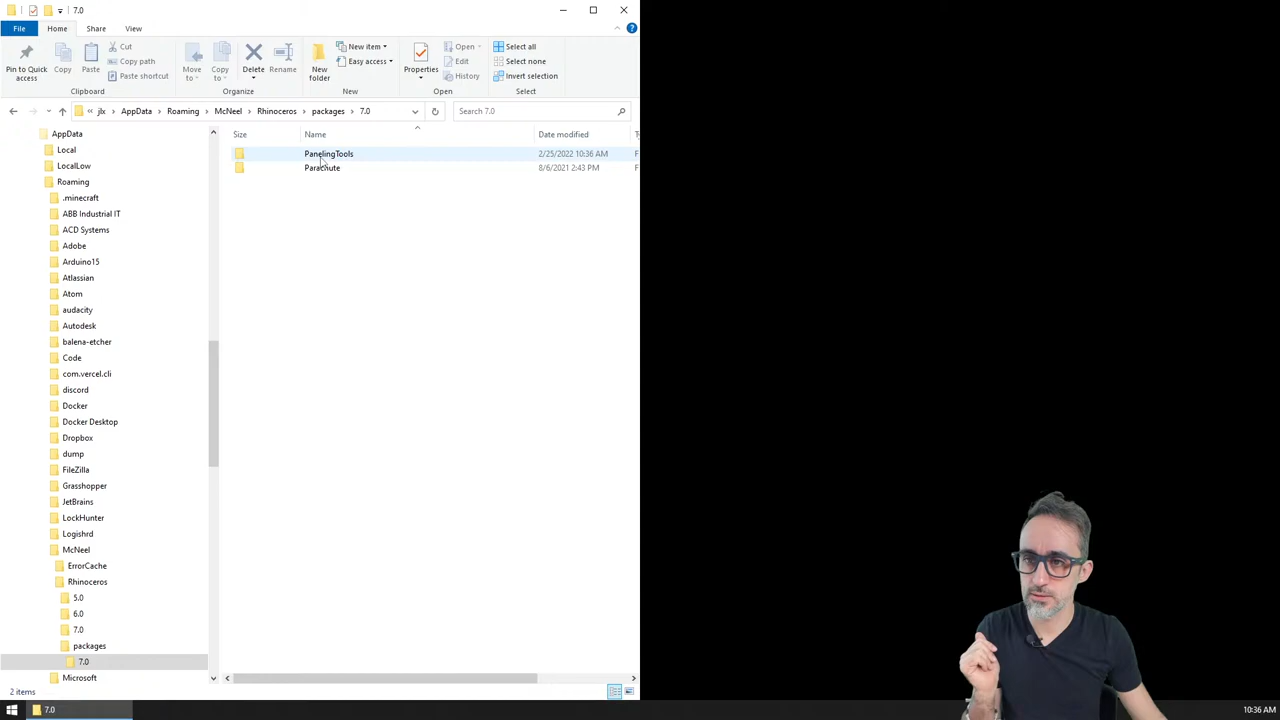 7.0
File
Home
Share
View
Pin to Quick access
Copy
Paste
Cut
Copy path
Paste shortcut
Clipboard
Move to
Copy to
Delete
Rename
Organize
New folder
New item
Easy access
New
Properties
Open
Edit
History
Open
Select all
Select none
Invert selection
Select
« jlx > AppData > Roaming > McNeel > Rhinoceros > packages > 7.0
Search 7.0
Size
Name
Date modified
PanelingTools 2/25/2022 10:36 AM F
Parachute 8/6/2021 2:43 PM F
AppData
Local
LocalLow
Roaming
.minecraft
ABB Industrial IT
ACD Systems
Adobe
Arduino15
Atlassian
Atom
audacity
Autodesk
balena-etcher
Code
com.vercel.cli
discord
Docker
Docker Desktop
Dropbox
dump
FileZilla
Grasshopper
JetBrains
LockHunter
Logishrd
McNeel
ErrorCache
Rhinoceros
5.0
6.0
7.0
packages
7.0
Microsoft
2 items
7.0
10:36 AM